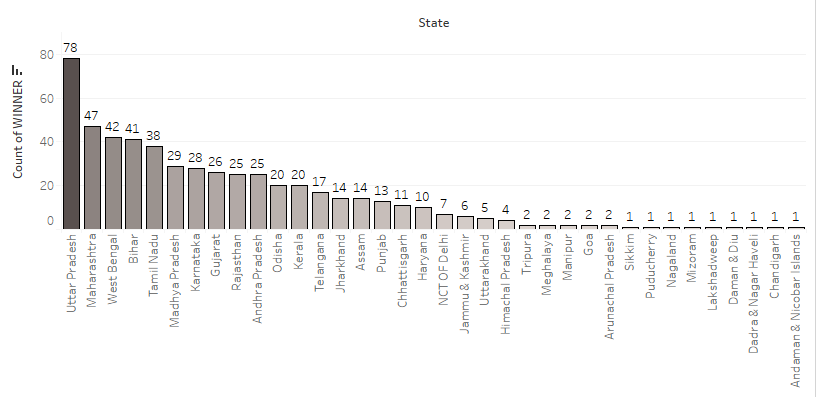 State
Count of WINNER
80
60
40
20
0
78
47
42
41
38
29
28
26
25
25
20
20
17
14
14
13
11
10
7
6
5
4
2
2
2
2
2
1
1
1
1
1
1
1
1
1
Uttar Pradesh
Maharashtra
West Bengal
Bihar
Tamil Nadu
Madhya Pradesh
Karnataka
Gujarat
Rajasthan
Andhra Pradesh
Odisha
Kerala
Telangana
Jharkhand
Assam
Punjab
Chhattisgarh
Haryana
NCT OF Delhi
Jammu & Kashmir
Uttarakhand
Himachal Pradesh
Tripura
Meghalaya
Manipur
Goa
Arunachal Pradesh
Sikkim
Puducherry
Nagaland
Mizoram
Lakshadweep
Daman & Diu
Dadra & Nagar Haveli
Chandigarh
Andaman & Nicobar Islands